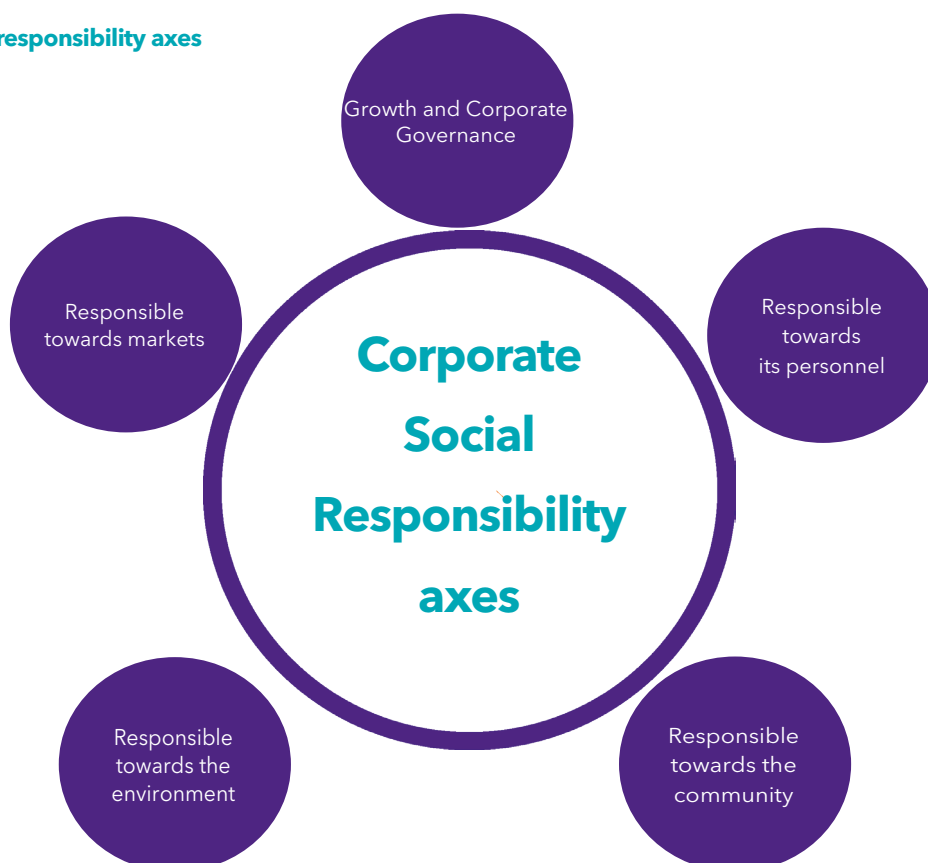 responsibility axes
Growth and Corporate
Governance
Responsible
towards markets
Responsible
towards
its personnel
Corporate
Social
Responsibility
axes
Responsible
towards the
environment
Responsible
towards the
community